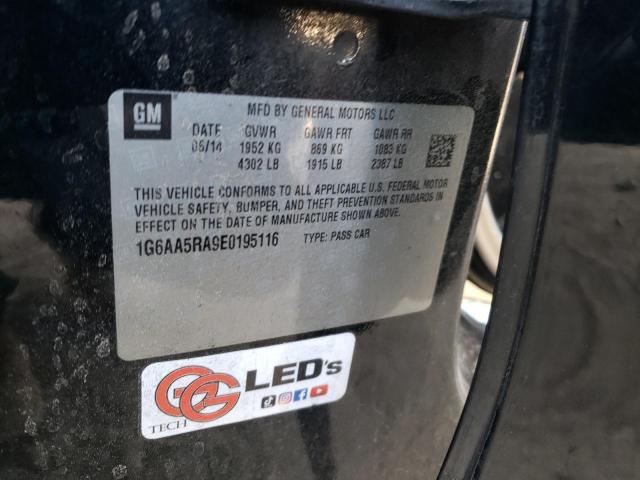 GM
MFD BY GENERAL MOTORS LLC
DATE GVWR GAWR FRT GAWR RR
05/14 1952 KG 869 KG 1083 KG
4302 LB 1915 LB 2387 LB
THIS VEHICLE CONFORMS TO ALL APPLICABLE U.S. FEDERAL MOTOR
VEHICLE SAFETY, BUMPER, AND THEFT PREVENTION STANDARDS IN
EFFECT ON THE DATE OF MANUFACTURE SHOWN ABOVE.
1G6AA5RA9E0195116 TYPE: PASS CAR
GG LED's
TECH